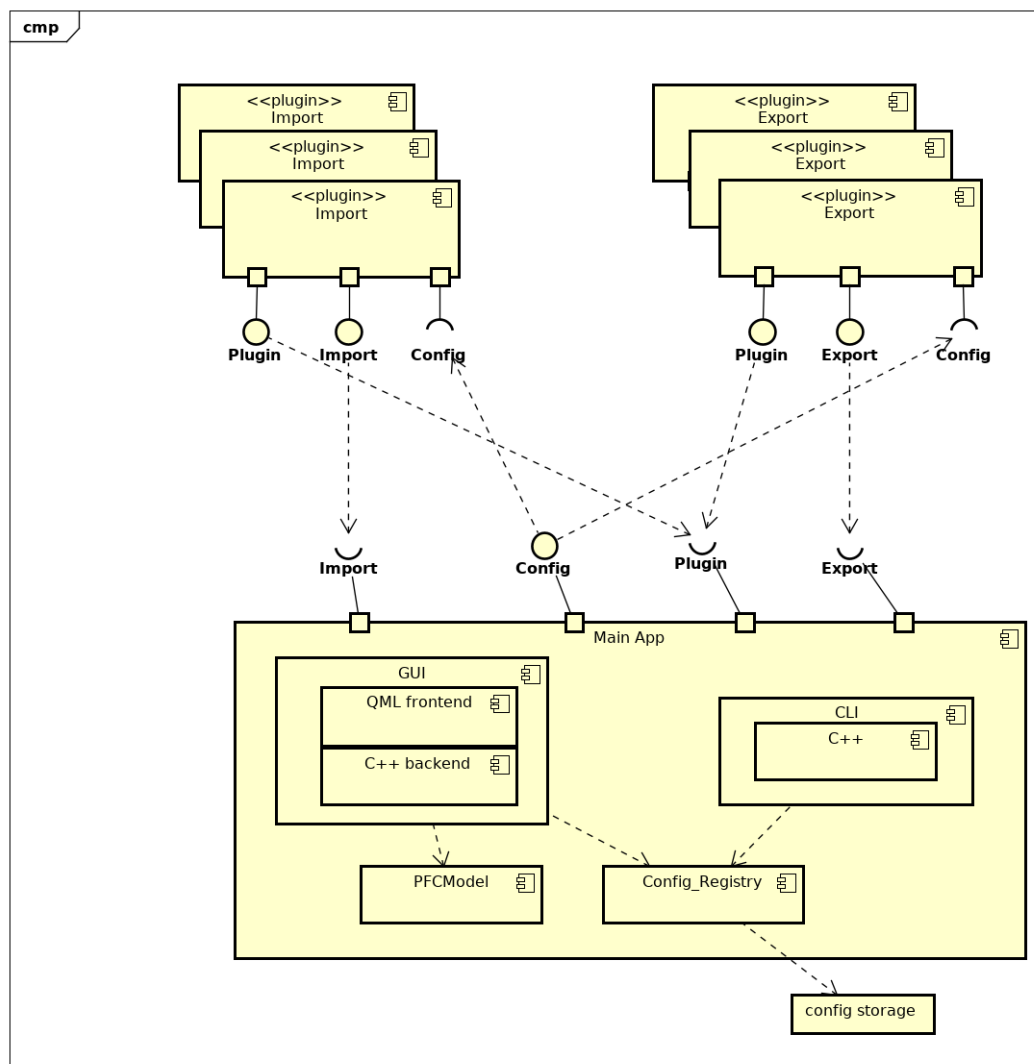 cmp
<<plugin>>
Import
<<plugin>>
Import
<<plugin>>
Import
<<plugin>>
Export
<<plugin>>
Export
<<plugin>>
Export
Plugin
Import
Config
Plugin
Export
Config
Import
Config
Plugin
Export
Main App
GUI
QML frontend
C++ backend
CLI
C++
PFCModel
Config_Registry
config storage